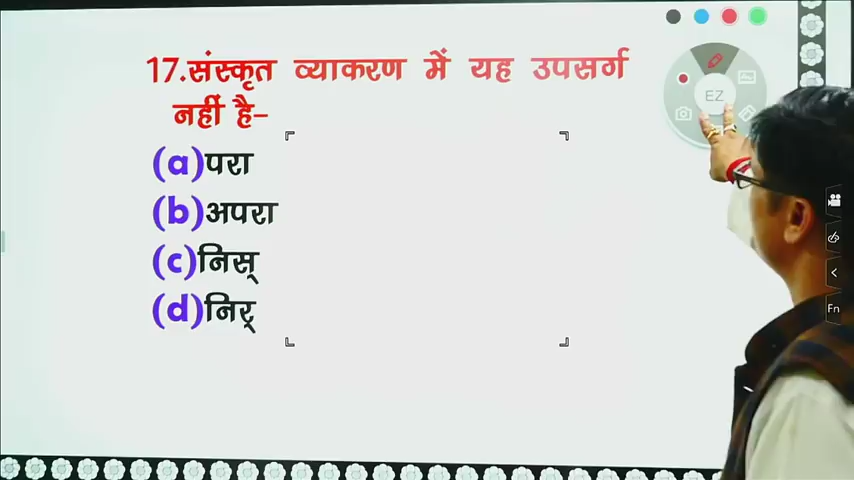 17.संस्कृत व्याकरण में यह उपसर्ग
नहीं है-
(a)परा
(b)अपरा
(c)निस्
(d)निर्
EZ
Fn